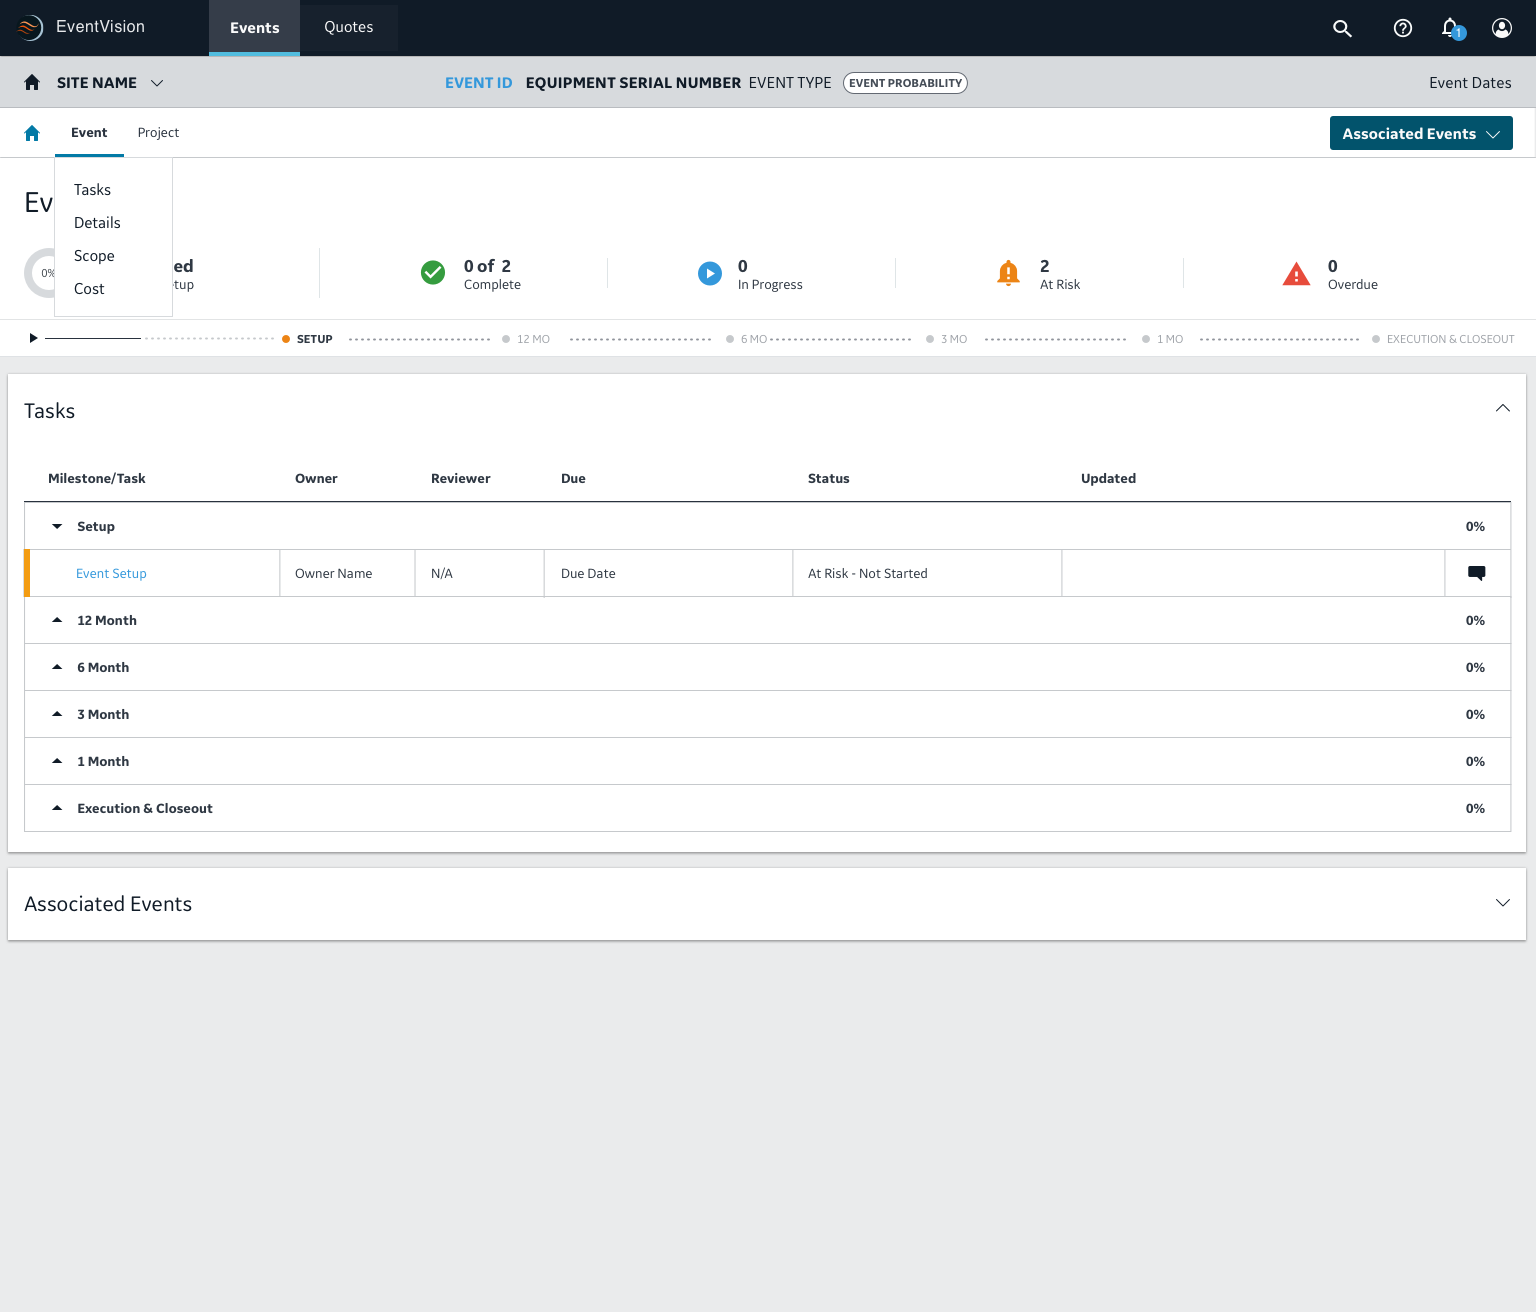 EventVision Events Quotes 1
SITE NAME EVENT ID EQUIPMENT SERIAL NUMBER EVENT TYPE EVENT PROBABILITY Event Dates
Event Project Associated Events
Tasks
Details
Scope
Cost
Ev
0% ed
etup
0 of 2
Complete
0
In Progress
2
At Risk
0
Overdue
SETUP 12 MO 6 MO 3 MO 1 MO EXECUTION & CLOSEOUT
Tasks
Milestone/Task Owner Reviewer Due Status Updated
Setup 0%
Event Setup Owner Name N/A Due Date At Risk - Not Started
12 Month 0%
6 Month 0%
3 Month 0%
1 Month 0%
Execution & Closeout 0%
Associated Events